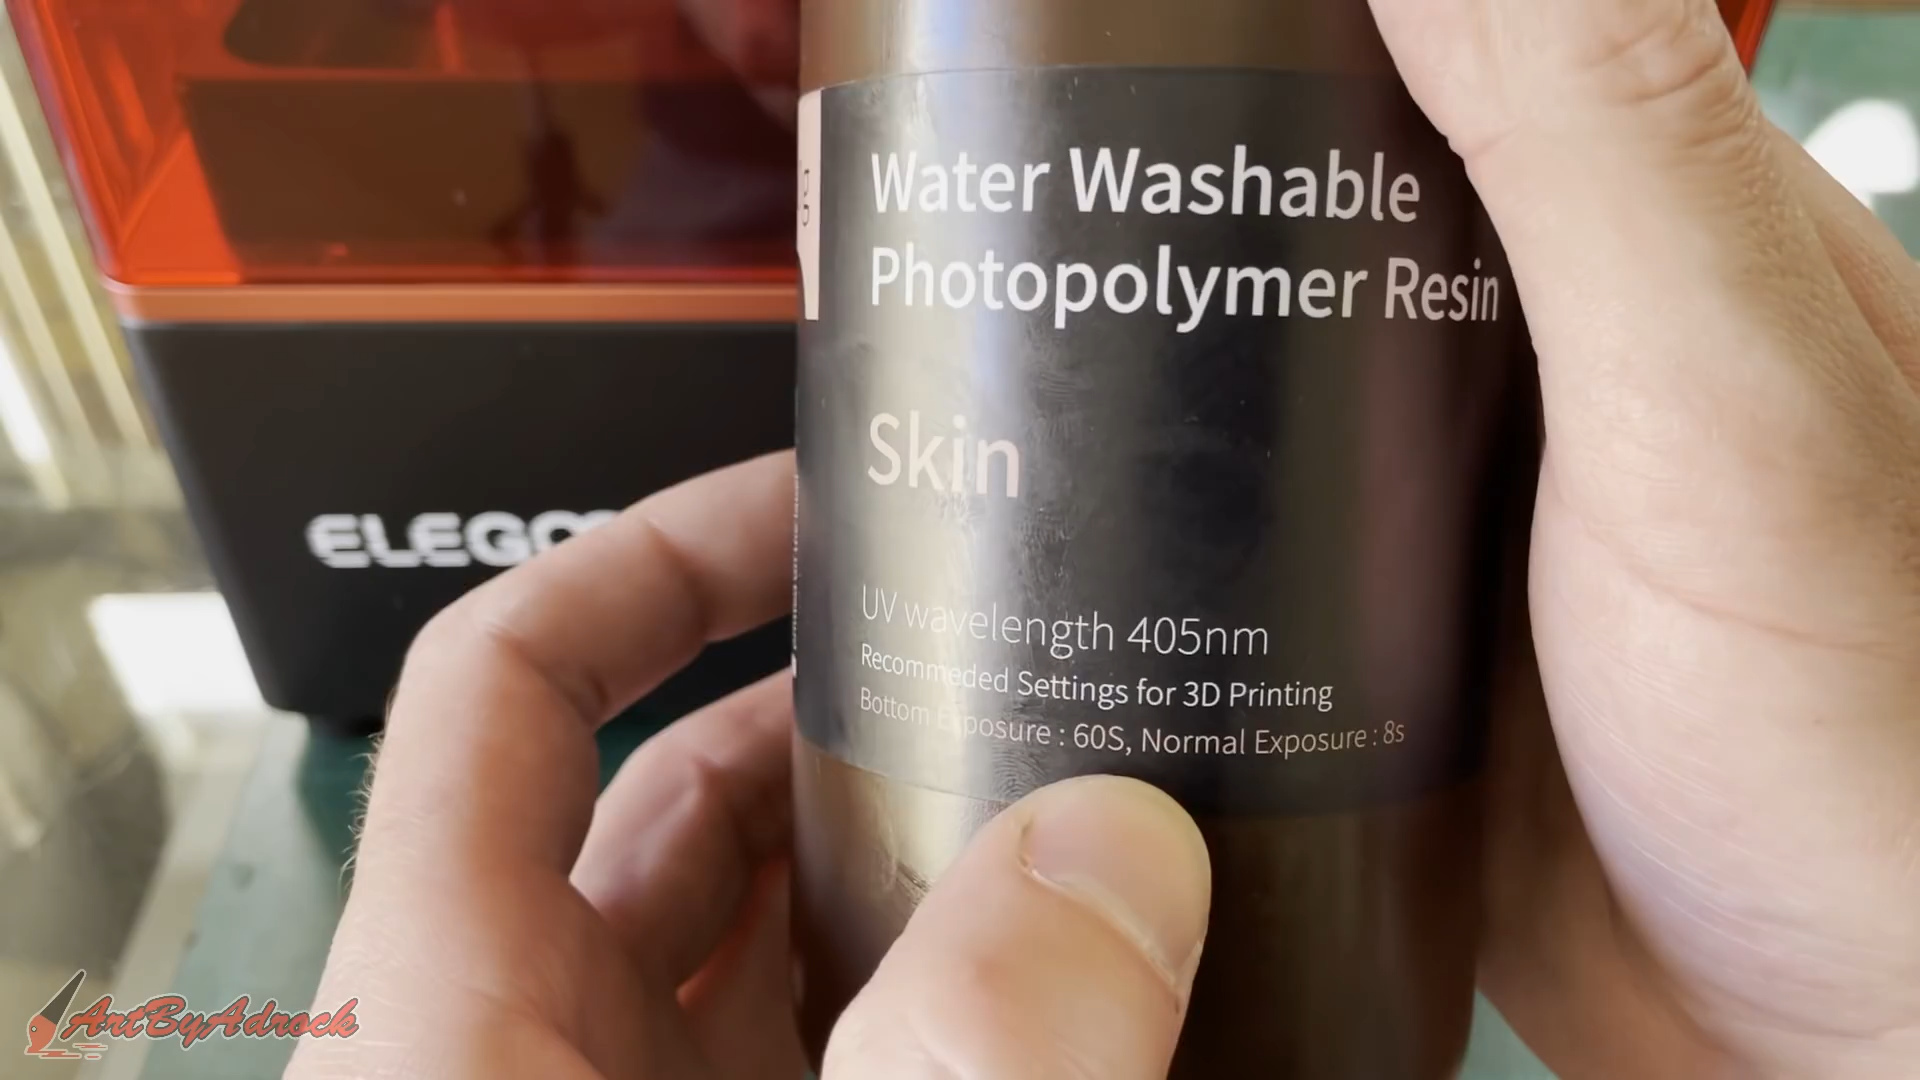 Water Washable
Photopolymer Resin
Skin
UV wavelength 405nm
Recommeded Settings for 3D Printing
Bottom Exposure : 60S, Normal Exposure : 8s
ArtByAdrock